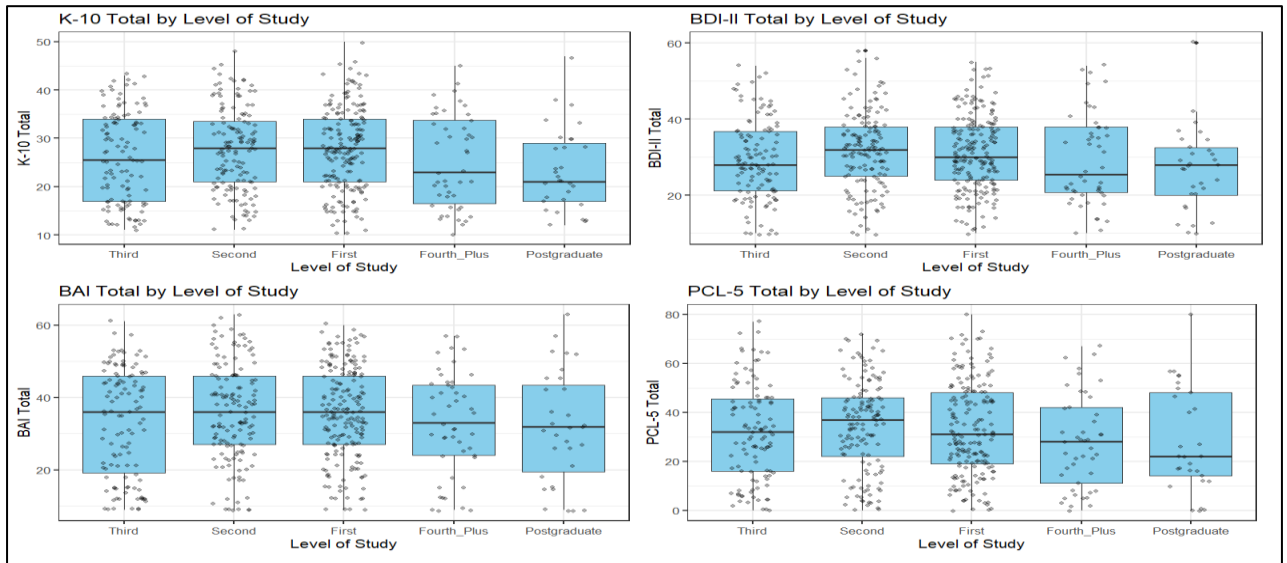 K-10 Total by Level of Study
50
40
30
20
10
K-10 Total
Third Second First Fourth_Plus Postgraduate
Level of Study
BDI-II Total by Level of Study
60
40
20
BDI-II Total
Third Second First Fourth_Plus Postgraduate
Level of Study
BAI Total by Level of Study
60
40
20
BAI Total
Third Second First Fourth_Plus Postgraduate
Level of Study
PCL-5 Total by Level of Study
80
60
40
20
0
PCL-5 Total
Third Second First Fourth_Plus Postgraduate
Level of Study